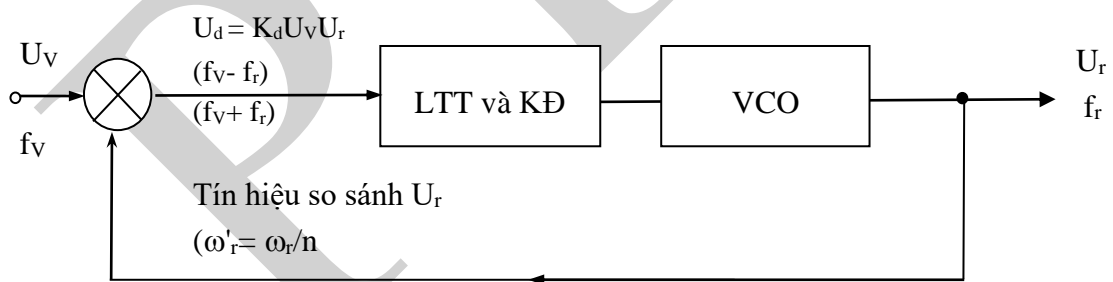 U_V
f_V
U_d = K_dU_VU_r
(f_V- f_r)
(f_V+ f_r)
LTT và KĐ
VCO
U_r
f_r
Tín hiệu so sánh U_r
(ω'_r= ω_r/n